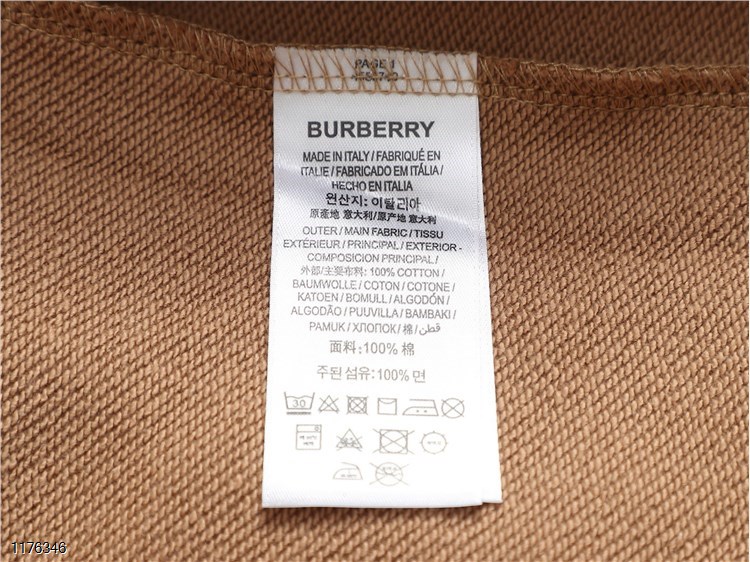 PAGE 1
BURBERRY
MADE IN ITALY / FABRIQUÉ EN
ITALIE / FABRICADO EM ITÁLIA /
HECHO EN ITALIA
원산지: 이탈리아
原產地 意大利/原产地 意大利
OUTER / MAIN FABRIC / TISSU
EXTÉRIEUR / PRINCIPAL / EXTERIOR -
COMPOSICION PRINCIPAL /
外部/主要布料: 100% COTTON /
BAUMWOLLE / COTON / COTONE /
KATOEN / BOMULL / ALGODÓN /
ALGODÃO / PUUVILLA / BAMBAKI /
PAMUK / ХЛОПОК / 棉 / قطن/
面料: 100% 棉
주된 섬유: 100% 면
30
1176346